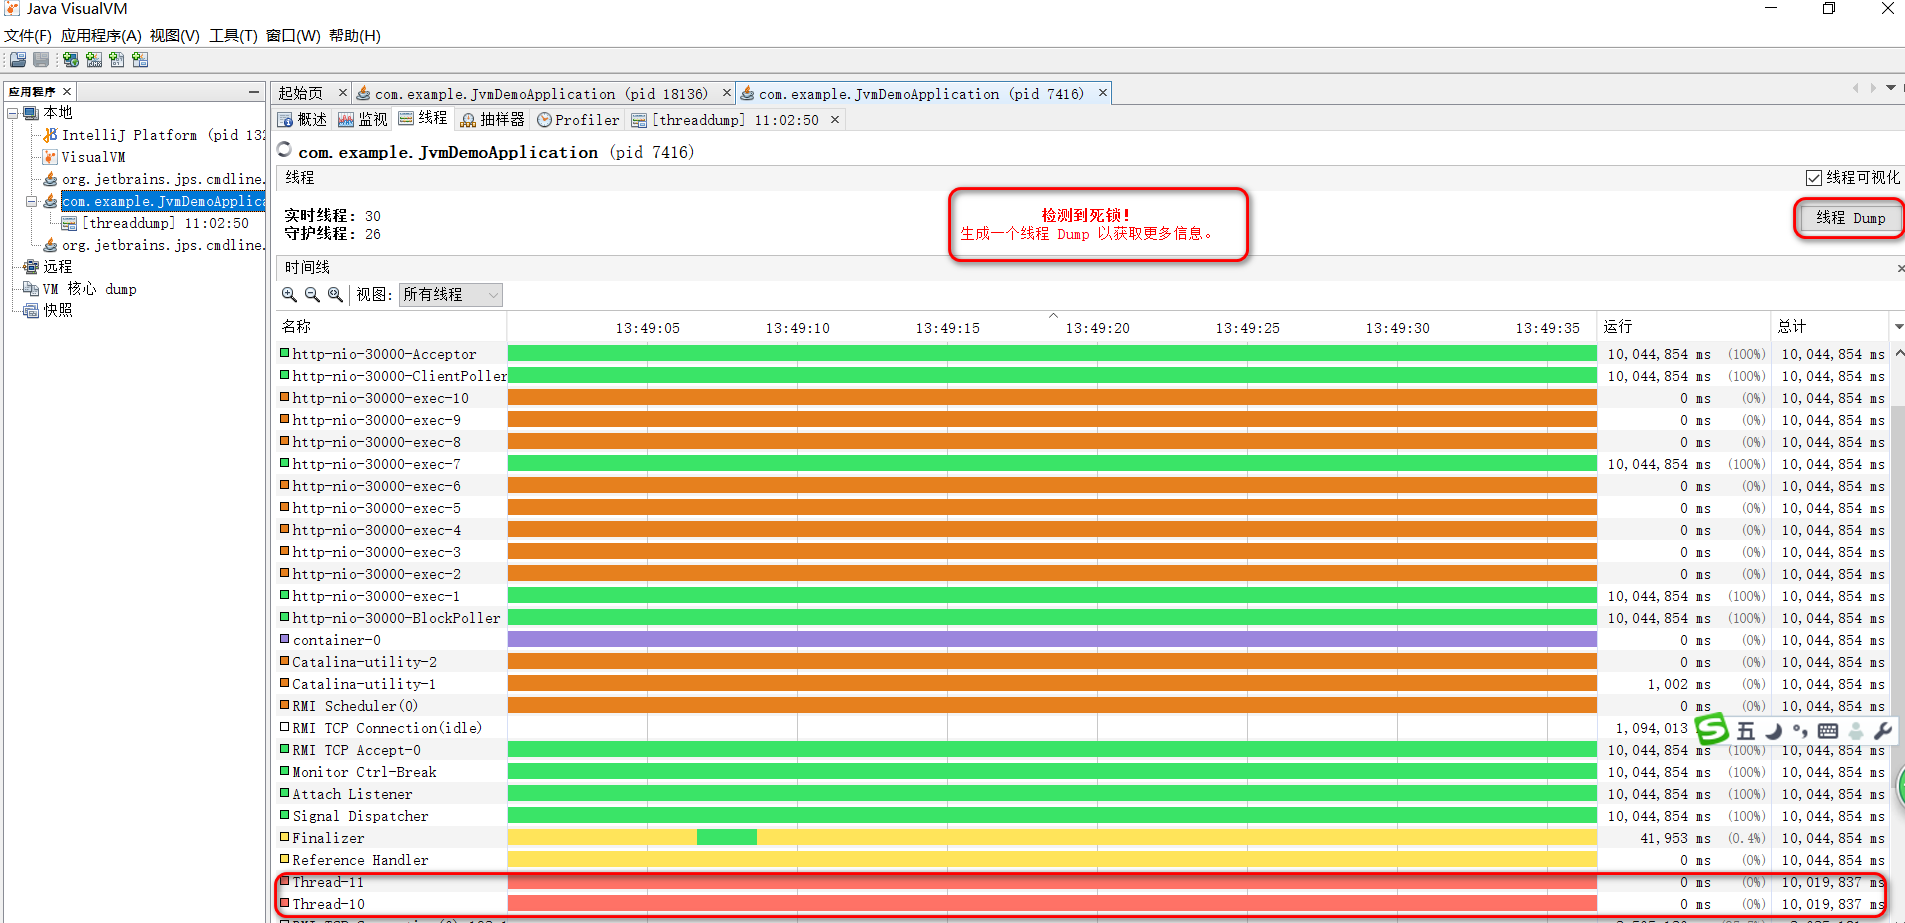 Java VisualVM
文件(F) 应用程序(A) 视图(V) 工具(T) 窗口(W) 帮助(H)
应用程序
本地
IntelliJ Platform (pid 132
VisualVM
org.jetbrains.jps.cmdline.
com.example.JvmDemoApplica
[threaddump] 11:02:50
org.jetbrains.jps.cmdline.
远程
VM 核心 dump
快照
起始页 com.example.JvmDemoApplication (pid 18136) com.example.JvmDemoApplication (pid 7416)
概述 监视 线程 抽样器 Profiler [threaddump] 11:02:50
com.example.JvmDemoApplication (pid 7416)
线程
线程可视化
实时线程: 30
守护线程: 26
检测到死锁!
生成一个线程 Dump 以获取更多信息。
线程 Dump
时间线
视图: 所有线程
名称 13:49:05 13:49:10 13:49:15 13:49:20 13:49:25 13:49:30 13:49:35 运行 总计
http-nio-30000-Acceptor 10,044,854 ms (100%) 10,044,854 ms
http-nio-30000-ClientPoller 10,044,854 ms (100%) 10,044,854 ms
http-nio-30000-exec-10 0 ms (0%) 10,044,854 ms
http-nio-30000-exec-9 0 ms (0%) 10,044,854 ms
http-nio-30000-exec-8 0 ms (0%) 10,044,854 ms
http-nio-30000-exec-7 10,044,854 ms (100%) 10,044,854 ms
http-nio-30000-exec-6 0 ms (0%) 10,044,854 ms
http-nio-30000-exec-5 0 ms (0%) 10,044,854 ms
http-nio-30000-exec-4 0 ms (0%) 10,044,854 ms
http-nio-30000-exec-3 0 ms (0%) 10,044,854 ms
http-nio-30000-exec-2 0 ms (0%) 10,044,854 ms
http-nio-30000-exec-1 10,044,854 ms (100%) 10,044,854 ms
http-nio-30000-BlockPoller 10,044,854 ms (100%) 10,044,854 ms
container-0 0 ms (0%) 10,044,854 ms
Catalina-utility-2 0 ms (0%) 10,044,854 ms
Catalina-utility-1 1,002 ms (0%) 10,044,854 ms
RMI Scheduler(0) 0 ms (0%) 10,044,854 ms
RMI TCP Connection(idle) 1,094,013
五
RMI TCP Accept-0 10,044,854 ms (100%) 10,044,854 ms
Monitor Ctrl-Break 10,044,854 ms (100%) 10,044,854 ms
Attach Listener 10,044,854 ms (100%) 10,044,854 ms
Signal Dispatcher 10,044,854 ms (100%) 10,044,854 ms
Finalizer 41,953 ms (0.4%) 10,044,854 ms
Reference Handler 0 ms (0%) 10,044,854 ms
Thread-11 0 ms (0%) 10,019,837 ms
Thread-10 0 ms (0%) 10,019,837 ms